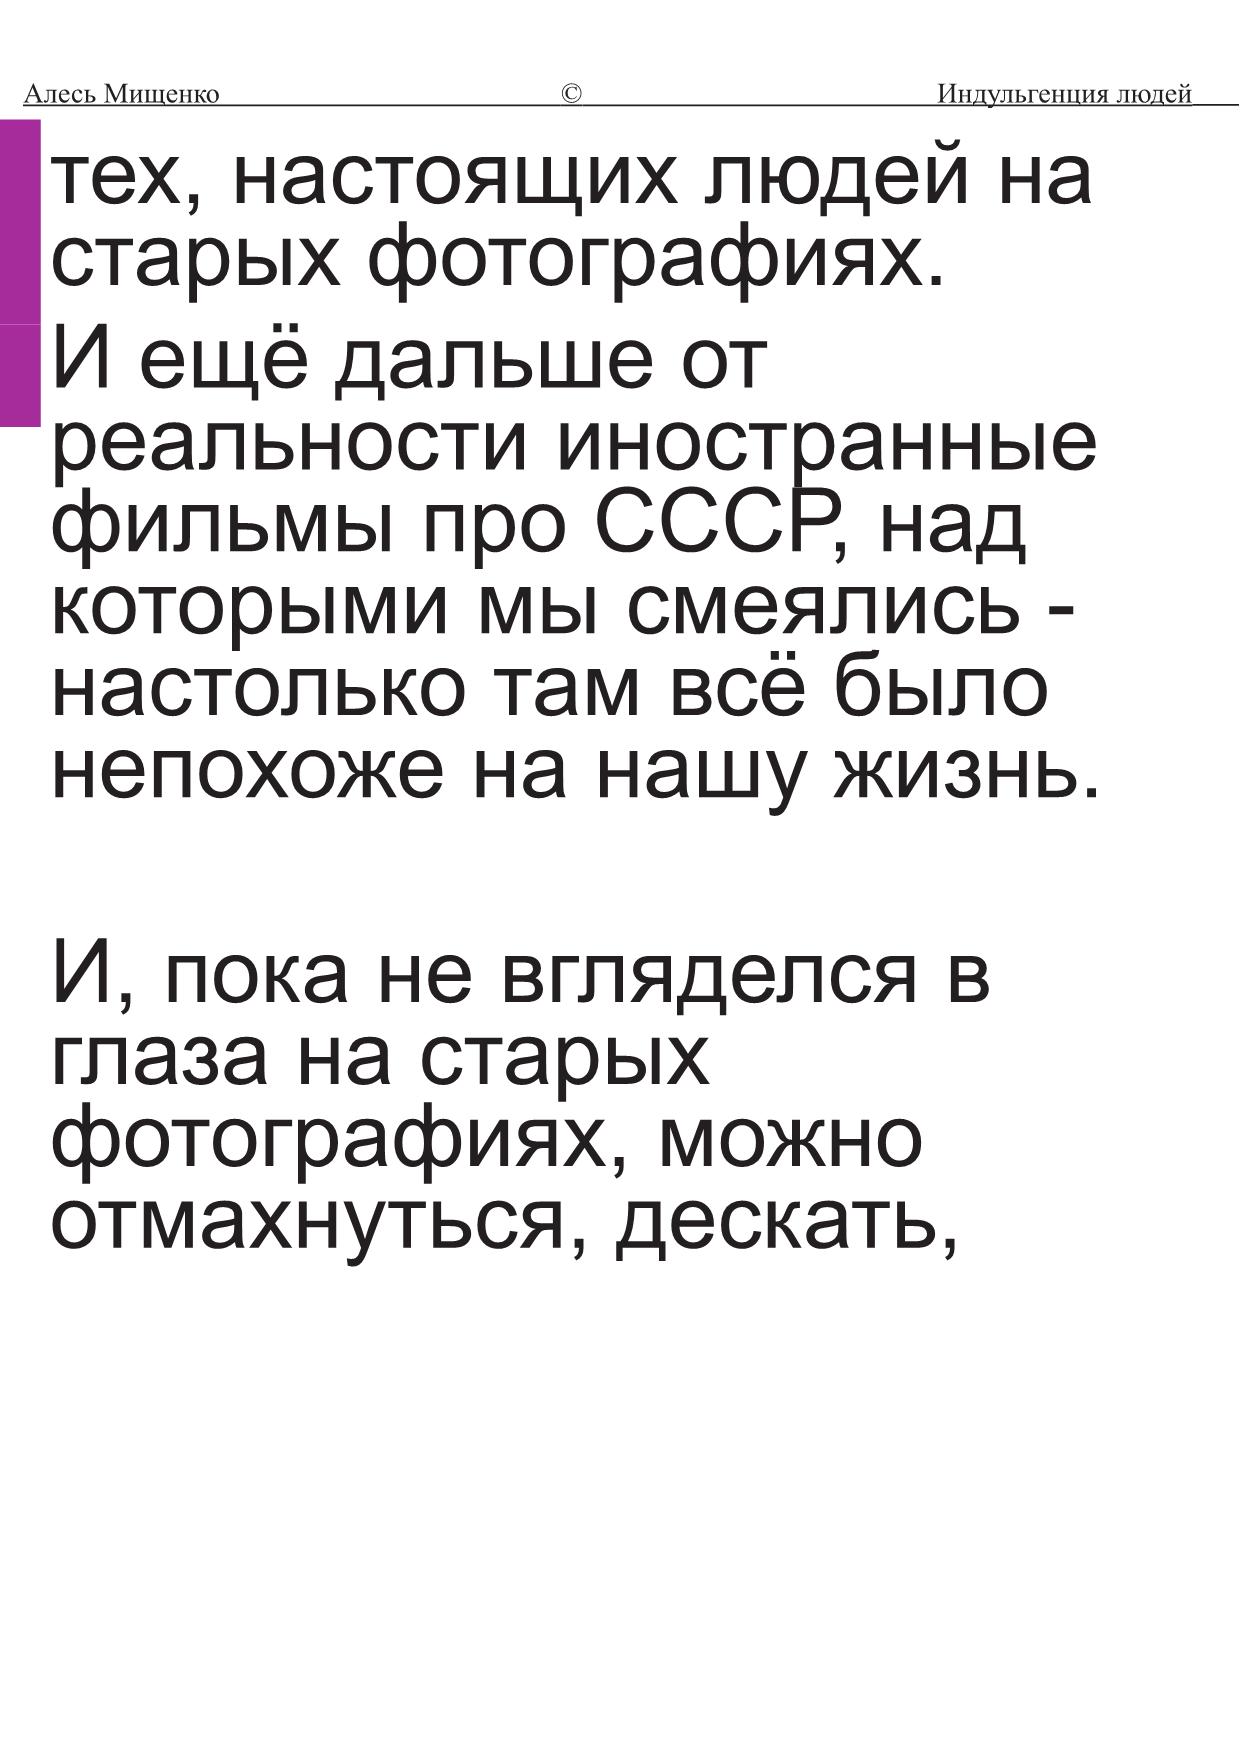 Алесь Мищенко © Индульгенция людей
тех, настоящих людей на
старых фотографиях.
И ещё дальше от
реальности иностранные
фильмы про СССР, над
которыми мы смеялись -
настолько там всё было
непохоже на нашу жизнь.
И, пока не вгляделся в
глаза на старых
фотографиях, можно
отмахнуться, дескать,